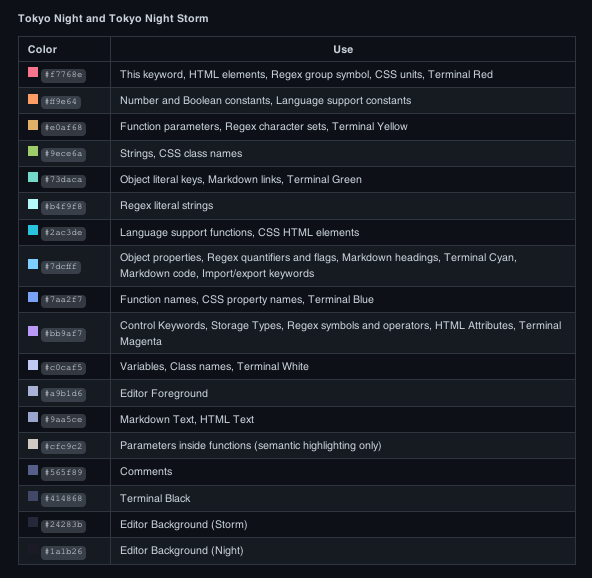 Tokyo Night and Tokyo Night Storm
Color Use
#f7768e This keyword, HTML elements, Regex group symbol, CSS units, Terminal Red
#ff9e64 Number and Boolean constants, Language support constants
#e0af68 Function parameters, Regex character sets, Terminal Yellow
#9ece6a Strings, CSS class names
#73daca Object literal keys, Markdown links, Terminal Green
#b4f9f8 Regex literal strings
#2ac3de Language support functions, CSS HTML elements
#7dcfff Object properties, Regex quantifiers and flags, Markdown headings, Terminal Cyan,
Markdown code, Import/export keywords
#7aa2f7 Function names, CSS property names, Terminal Blue
#bb9af7 Control Keywords, Storage Types, Regex symbols and operators, HTML Attributes, Terminal
Magenta
#c0caf5 Variables, Class names, Terminal White
#a9b1d6 Editor Foreground
#9aa5ce Markdown Text, HTML Text
#cfc9c2 Parameters inside functions (semantic highlighting only)
#565f89 Comments
#414868 Terminal Black
#24283b Editor Background (Storm)
#1a1b26 Editor Background (Night)